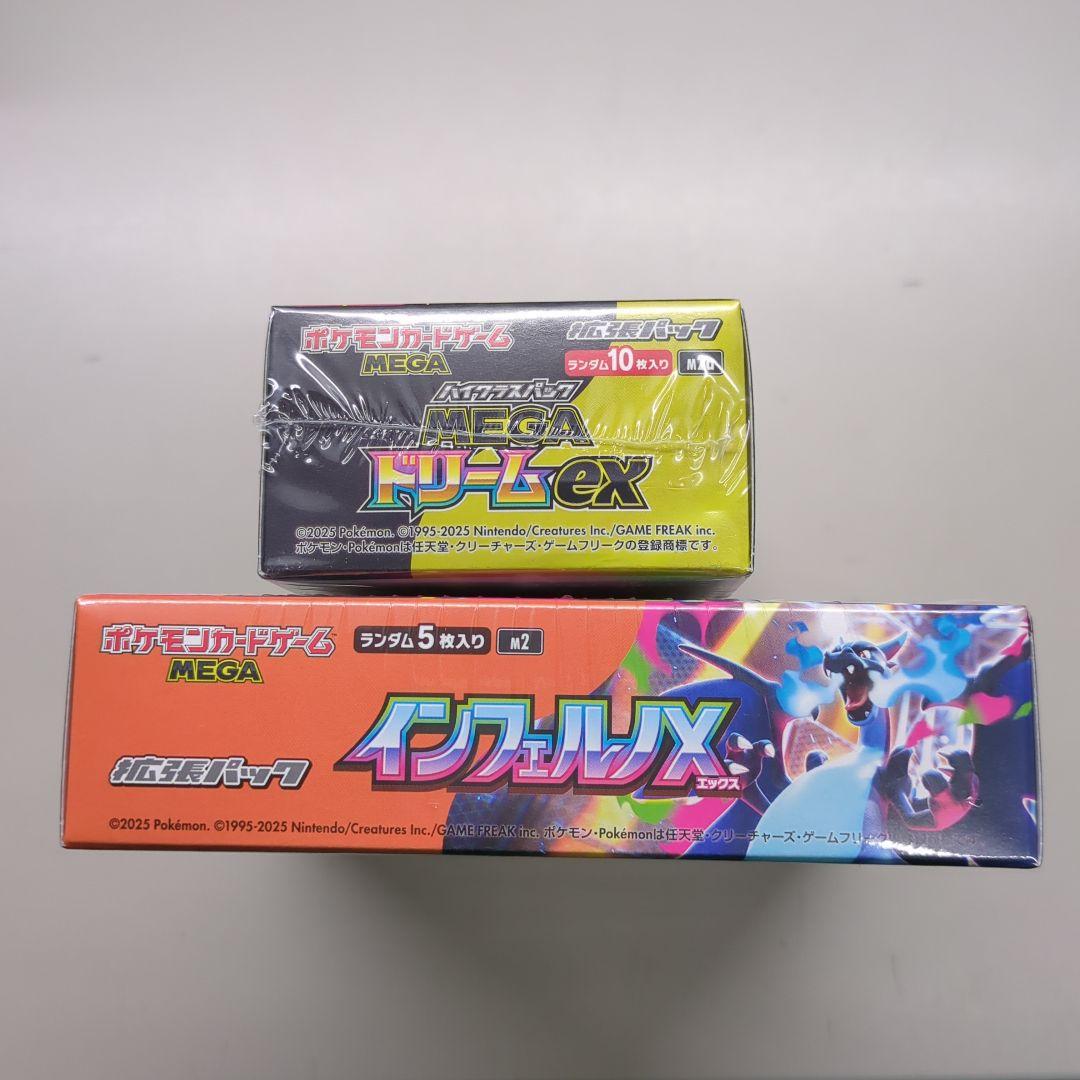 ポケモンカードゲーム
MEGA
拡張パック
ランダム10枚入り M2a
ハイクラスパック
MEGA
ドリームex
©2025 Pokémon. ©1995-2025 Nintendo/Creatures Inc./GAME FREAK inc.
ポケモン・Pokémonは任天堂・クリーチャーズ・ゲームフリークの登録商標です。
ポケモンカードゲーム
MEGA
ランダム5枚入り M2
インフェルノX
エックス
拡張パック
©2025 Pokémon. ©1995-2025 Nintendo/Creatures Inc./GAME FREAK inc. ポケモン・Pokémonは任天堂・クリーチャーズ・ゲームフリーク